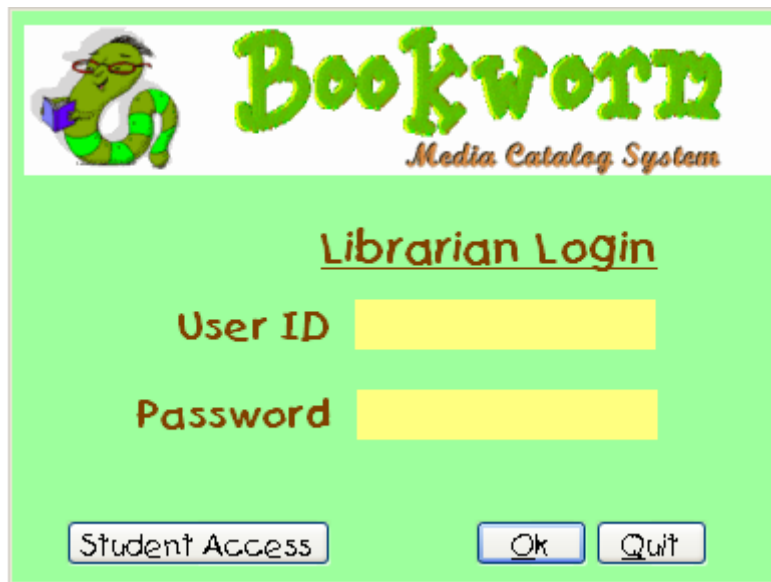 Bookworm
Media Catalog System
Librarian Login
User ID
Password
Student Access Ok Quit